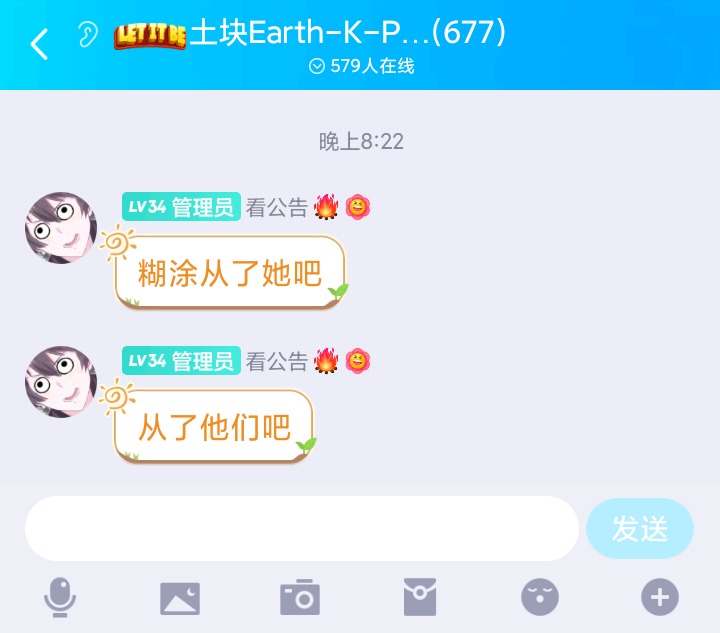 LET IT BE 土块Earth-K-P...(677)
579人在线
晚上8:22
LV34 管理员 看公告
糊涂从了她吧
LV34 管理员 看公告
从了他们吧
发送